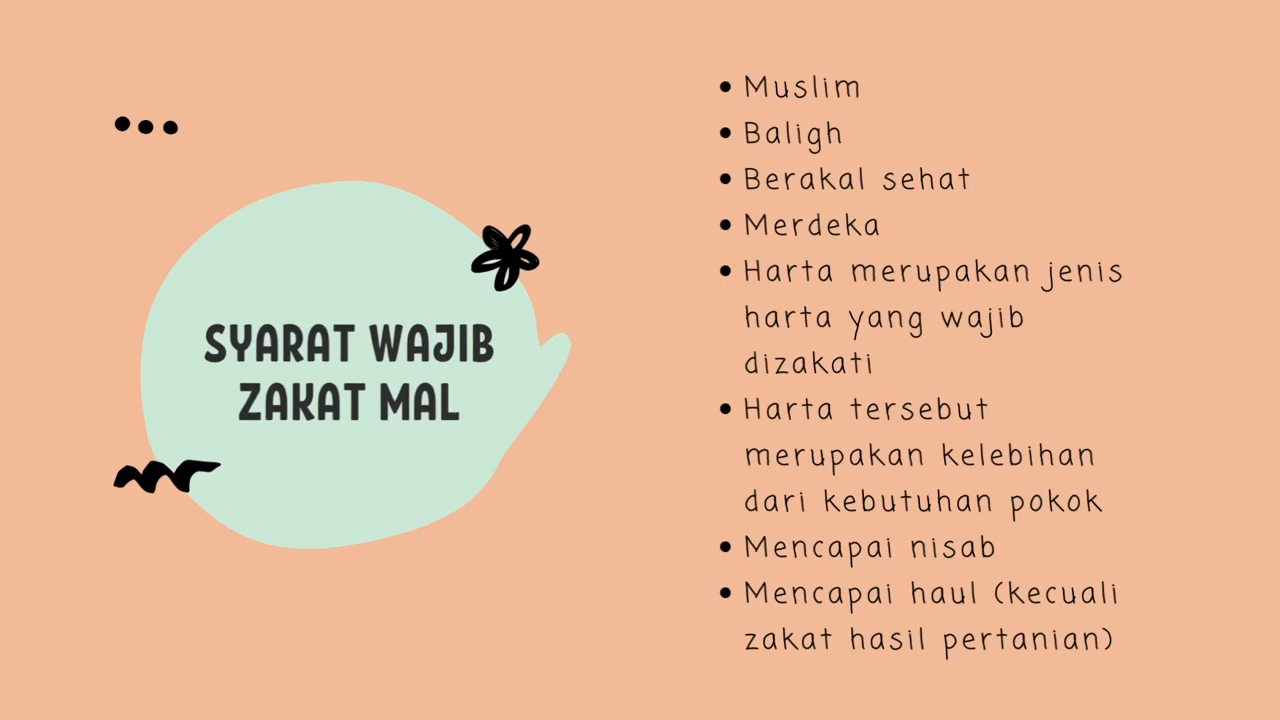 SYARAT WAJIB
ZAKAT MAL
• Muslim
• Baligh
• Berakal sehat
• Merdeka
• Harta merupakan jenis
harta yang wajib
dizakati
• Harta tersebut
merupakan kelebihan
dari kebutuhan pokok
• Mencapai nisab
• Mencapai haul (kecuali
zakat hasil pertanian)